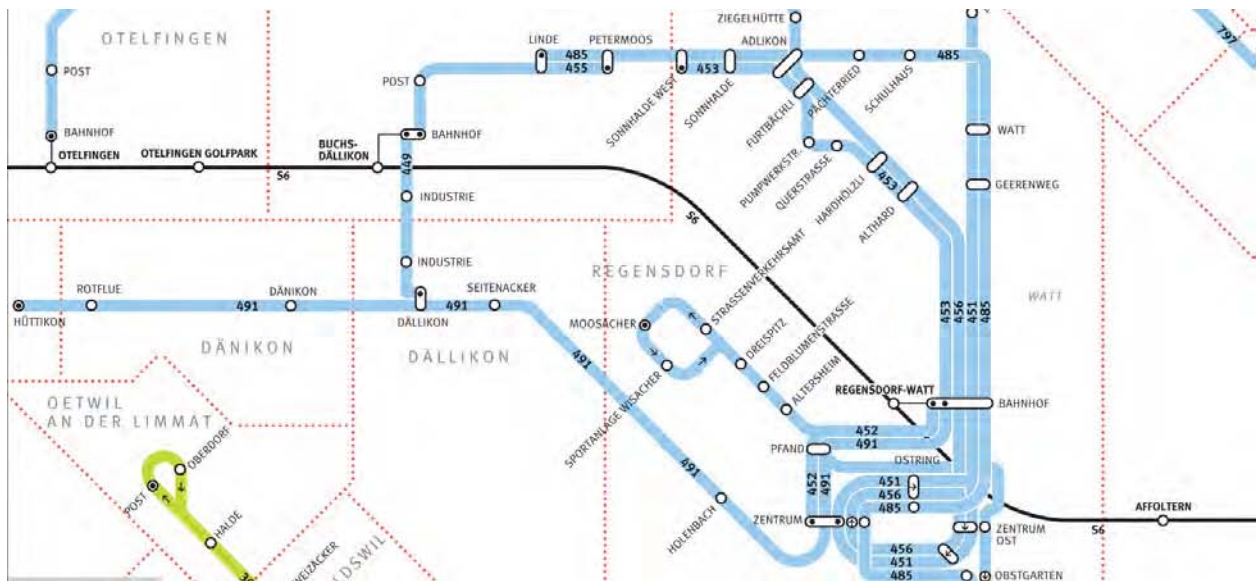 ZIEGELHÜTTE
OTELFINGEN
LINDE
PETERMOOS
ADLIKON
485
485
797
455
453
POST
POST
SONNHALDE WEST
SONNHALDE
FURTBÄCHLI
PÄCHTERRIED
SCHULHAUS
BAHNHOF
BAHNHOF
WATT
OTELFINGEN
OTELFINGEN GOLFPARK
BUCHS-
DÄLLIKON
449
S6
PUMPWERKSTR.
QUERSTRASSE
HARDHÖLZLI
453
ALTHARD
GEERENWEG
INDUSTRIE
S6
INDUSTRIE
REGENSDORF
STRASSENVERKEHRSAMT
ROTFLUE
DÄNIKON
SEITENACKER
491
491
HÜTTIKON
DÄLLIKON
453
456
451
485
WATT
MOOSACHER
DREISPITZ
FELDBLUMENSTRASSE
ALTERSHEIM
DÄNIKON
DÄLLIKON
491
SPORTANLAGE WISACHER
REGENSDORF-WATT
BAHNHOF
OETWIL
AN DER LIMMAT
OBERDORF
452
491
PFAND
OSTRING
491
452
491
451
456
485
POST
HALDE
HOLENBACH
ZENTRUM
AFFOLTERN
S6
ZENTRUM
OST
456
451
485
OBSTGARTEN